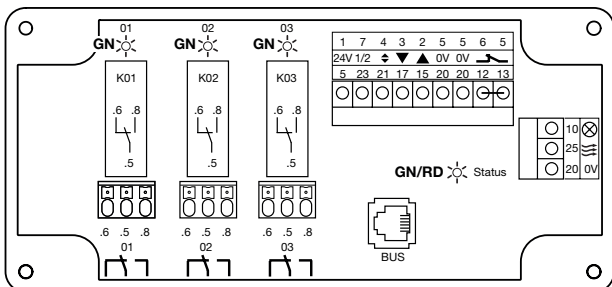 01 02 03
GN GN GN
K01 K02 K03
.6 .8 .6 .8 .6 .8
.5 .5 .5
.6 .5 .8 .6 .5 .8 .6 .5 .8
01 02 03
1 7 4 3 2 5 5 6 5
24V 1/2 0V 0V
5 23 21 17 15 20 20 12 13
10
25
20 0V
GN/RD Status
BUS